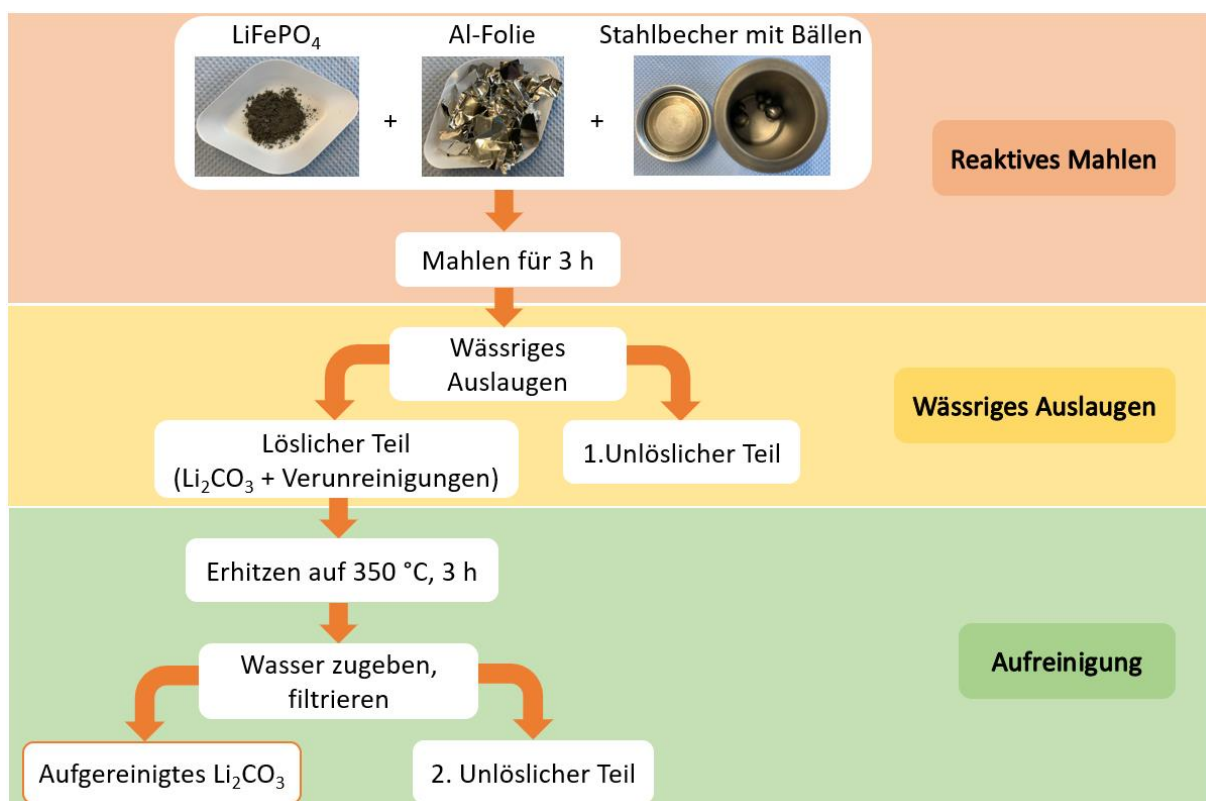 LiFePO₄
Al-Folie
Stahlbecher mit Bällen
+
+
Reaktives Mahlen
Mahlen für 3 h
Wässriges
Auslaugen
Wässriges Auslaugen
Löslicher Teil
(Li₂CO₃ + Verunreinigungen)
1.Unlöslicher Teil
Erhitzen auf 350 °C, 3 h
Wasser zugeben,
filtrieren
Aufreinigung
Aufgereinigtes Li₂CO₃
2. Unlöslicher Teil